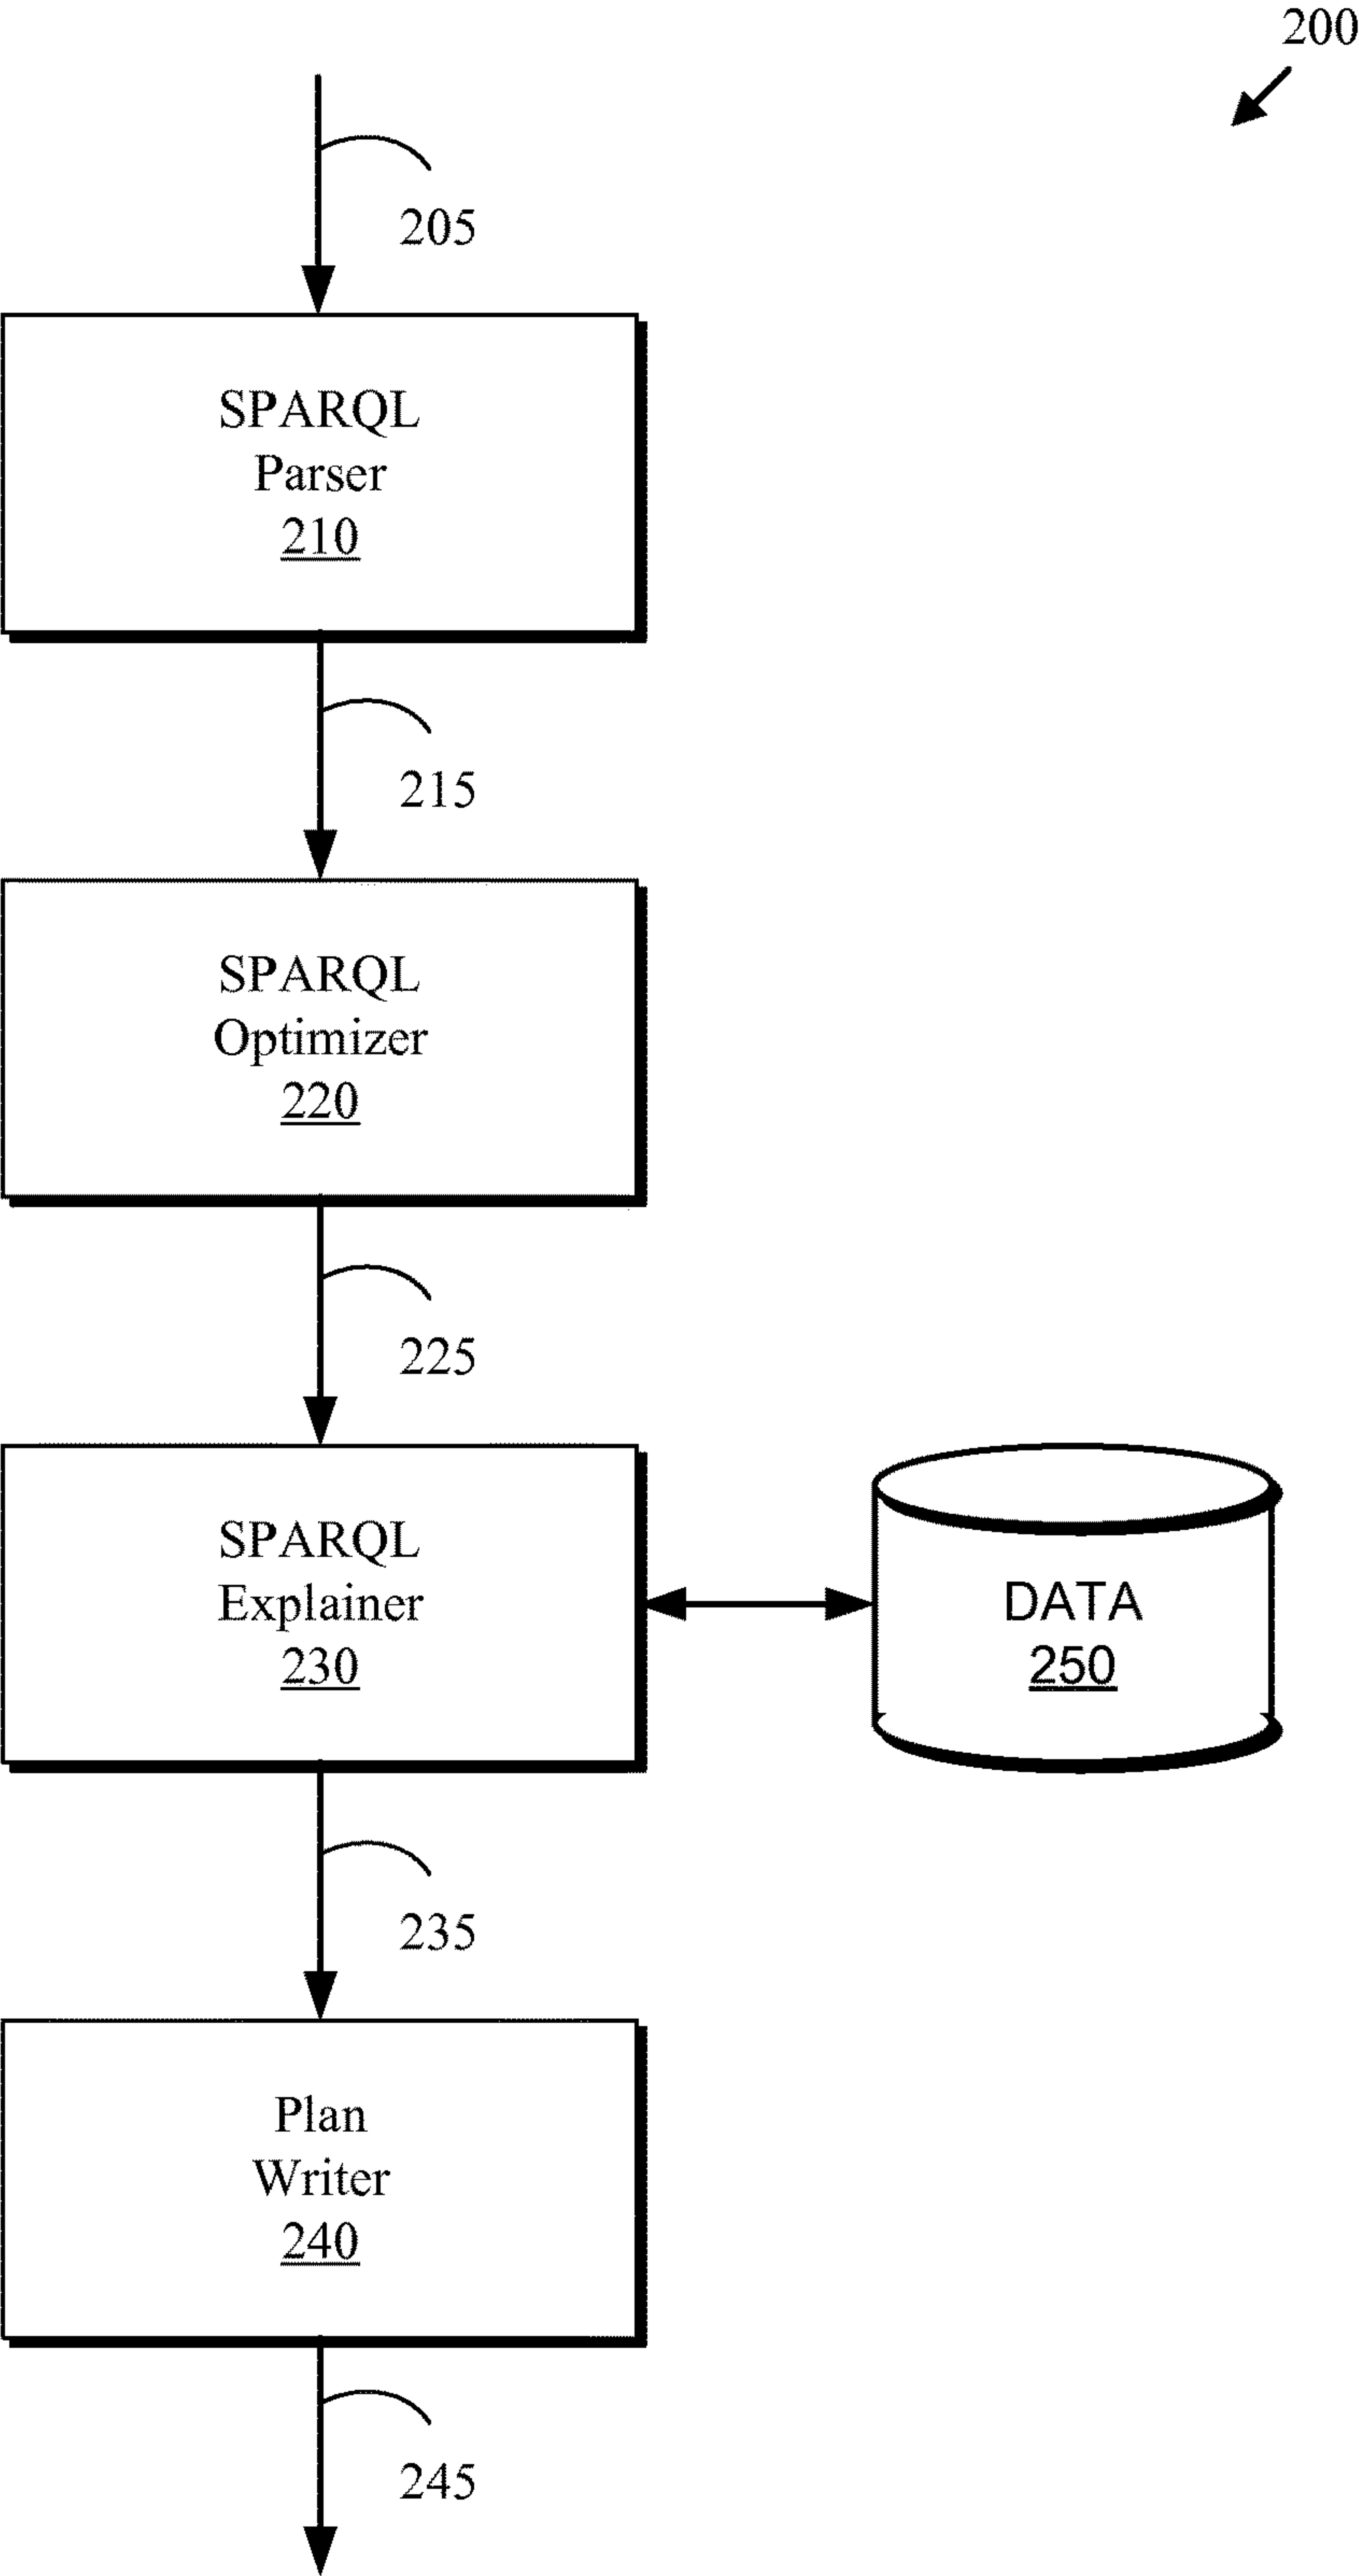 200
205
SPARQL
Parser
210
215
SPARQL
Optimizer
220
225
SPARQL
Explainer
230
DATA
250
235
Plan
Writer
240
245